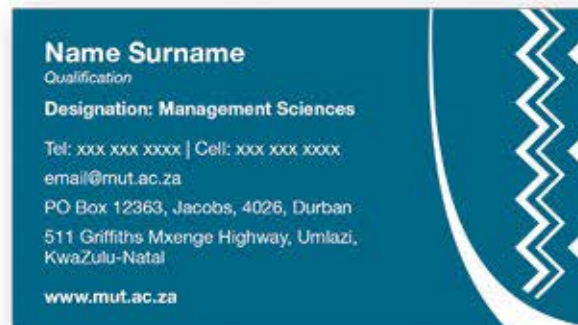 Name Surname
Qualification
Designation: Management Sciences
Tel: xxx xxx xxxx | Cell: xxx xxx xxxx
email@mut.ac.za
PO Box 12363, Jacobs, 4026, Durban
511 Griffiths Mxenge Highway, Umlazi,
KwaZulu-Natal
www.mut.ac.za